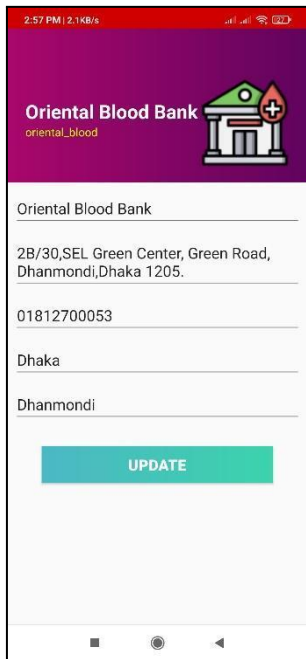 2:57 PM | 2.1KB/s
Oriental Blood Bank
oriental_blood
Oriental Blood Bank
2B/30,SEL Green Center, Green Road,
Dhanmondi,Dhaka 1205.
01812700053
Dhaka
Dhanmondi
UPDATE